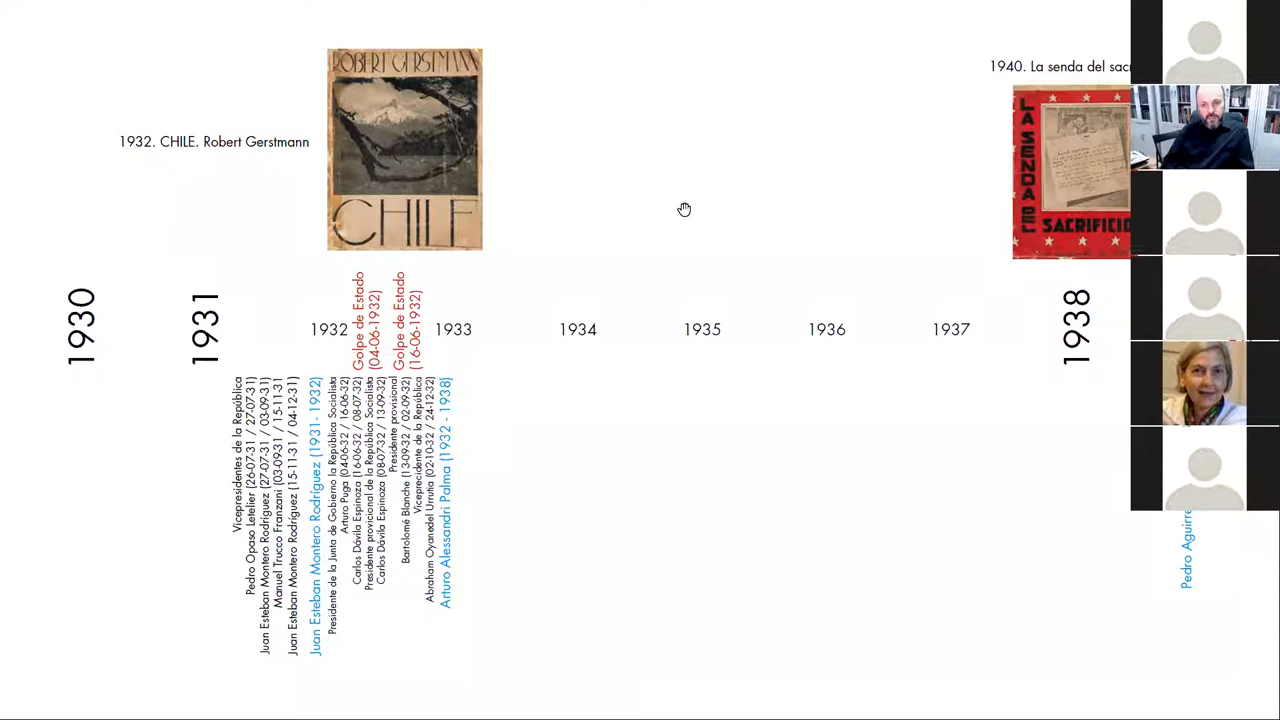 ROBERT GERSTMANN
CHILE
1932. CHILE. Robert Gerstmann
1940. La senda del sacr
LA SENDA DEL
SACRIFICIO
1930
1931
1932
Golpe de Estado
(04-06-1932)
Golpe de Estado
(16-06-1932)
1933
1934
1935
1936
1937
1938
Vicepresidentes de la República
Pedro Opaso Letelier (26-07-31 / 27-07-31)
Juan Esteban Montero Rodríguez (27-07-31 / 03-09-31)
Manuel Trucco Franzani (03-09-31 / 15-11-31
Juan Esteban Montero Rodríguez (15-11-31 / 04-12-31)
Juan Esteban Montero Rodríguez (1931- 1932)
Presidente de la Junta de Gobierno la República Socialista
Arturo Puga (04-06-32 / 16-06-32)
Carlos Dávila Espinoza (16-06-32 / 08-07-32)
Presidente provicional de la República Socialista
Carlos Dávila Espinoza (08-07-32 / 13-09-32)
Presidente provisional
Bartolomé Blanche (13-09-32 / 02-09-32)
Viceprecidente de la República
Abraham Oyanedel Urrutia (02-10-32 / 24-12-32)
Arturo Alessandri Palma (1932 - 1938)
Pedro Aguirre